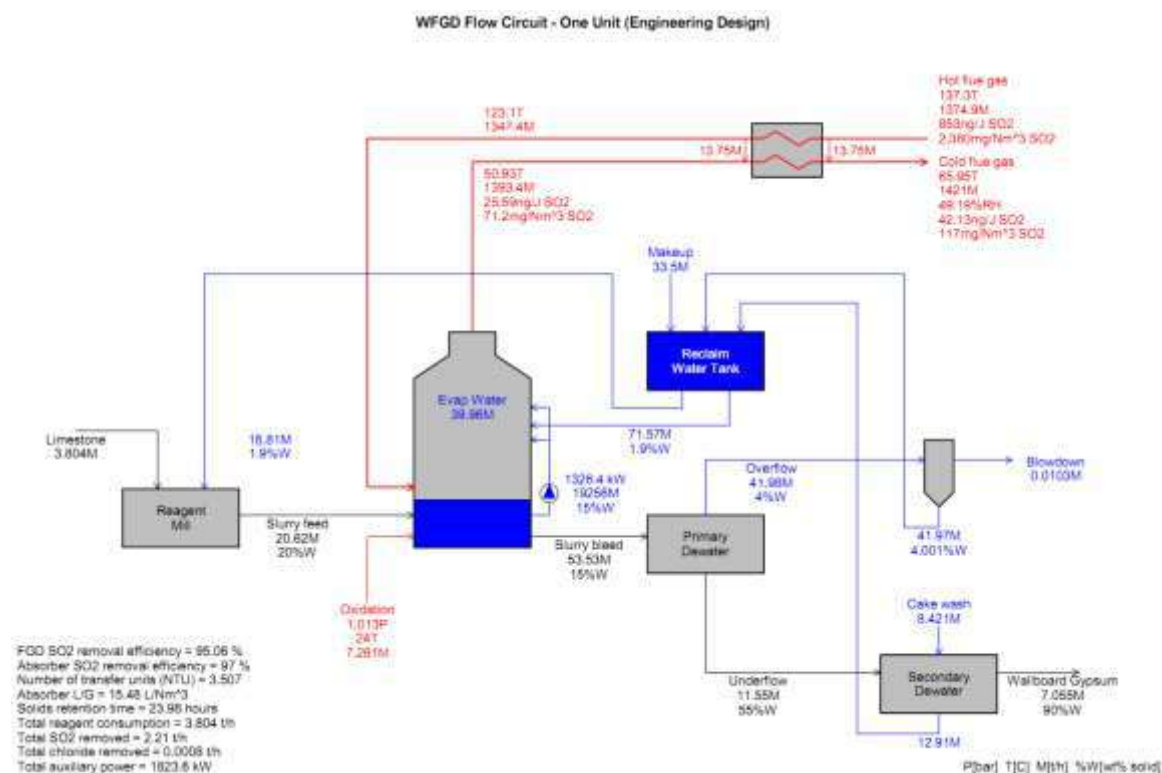 WFGD Flow Circuit - One Unit (Engineering Design)
Hot flue gas
137.3T
1374.9M
853ng/J SO2
2,380mg/Nm^3 SO2
123.1T
1347.4M
13.75M
13.75M
Cold flue gas
65.95T
1421M
49.19%RH
42.13ng/J SO2
117mg/Nm^3 SO2
50.93T
1393.4M
25.59ng/J SO2
71.2mg/Nm^3 SO2
Makeup
33.5M
Reclaim
Water Tank
Evap Water
39.96M
71.57M
1.9%W
Limestone
3.804M
16.81M
1.9%W
1326.4 kW
19256M
15%W
Overflow
41.98M
4%W
Blowdown
0.0103M
Reagent
Mill
Slurry feed
20.62M
20%W
Slurry bleed
53.53M
15%W
Primary
Dewater
41.97M
4.001%W
Oxidation
1.013P
24T
7.281M
Cake wash
8.421M
Underflow
11.55M
55%W
Secondary
Dewater
Wallboard Gypsum
7.055M
90%W
12.91M
FGD SO2 removal efficiency = 95.06 %
Absorber SO2 removal efficiency = 97 %
Number of transfer units (NTU) = 3.507
Absorber L/G = 15.48 L/Nm^3
Solids retention time = 23.98 hours
Total reagent consumption = 3.804 t/h
Total SO2 removed = 2.21 t/h
Total chloride removed = 0.0008 t/h
Total auxiliary power = 1623.6 kW
P[bar] T[C] M[t/h] %W[wt% solid]